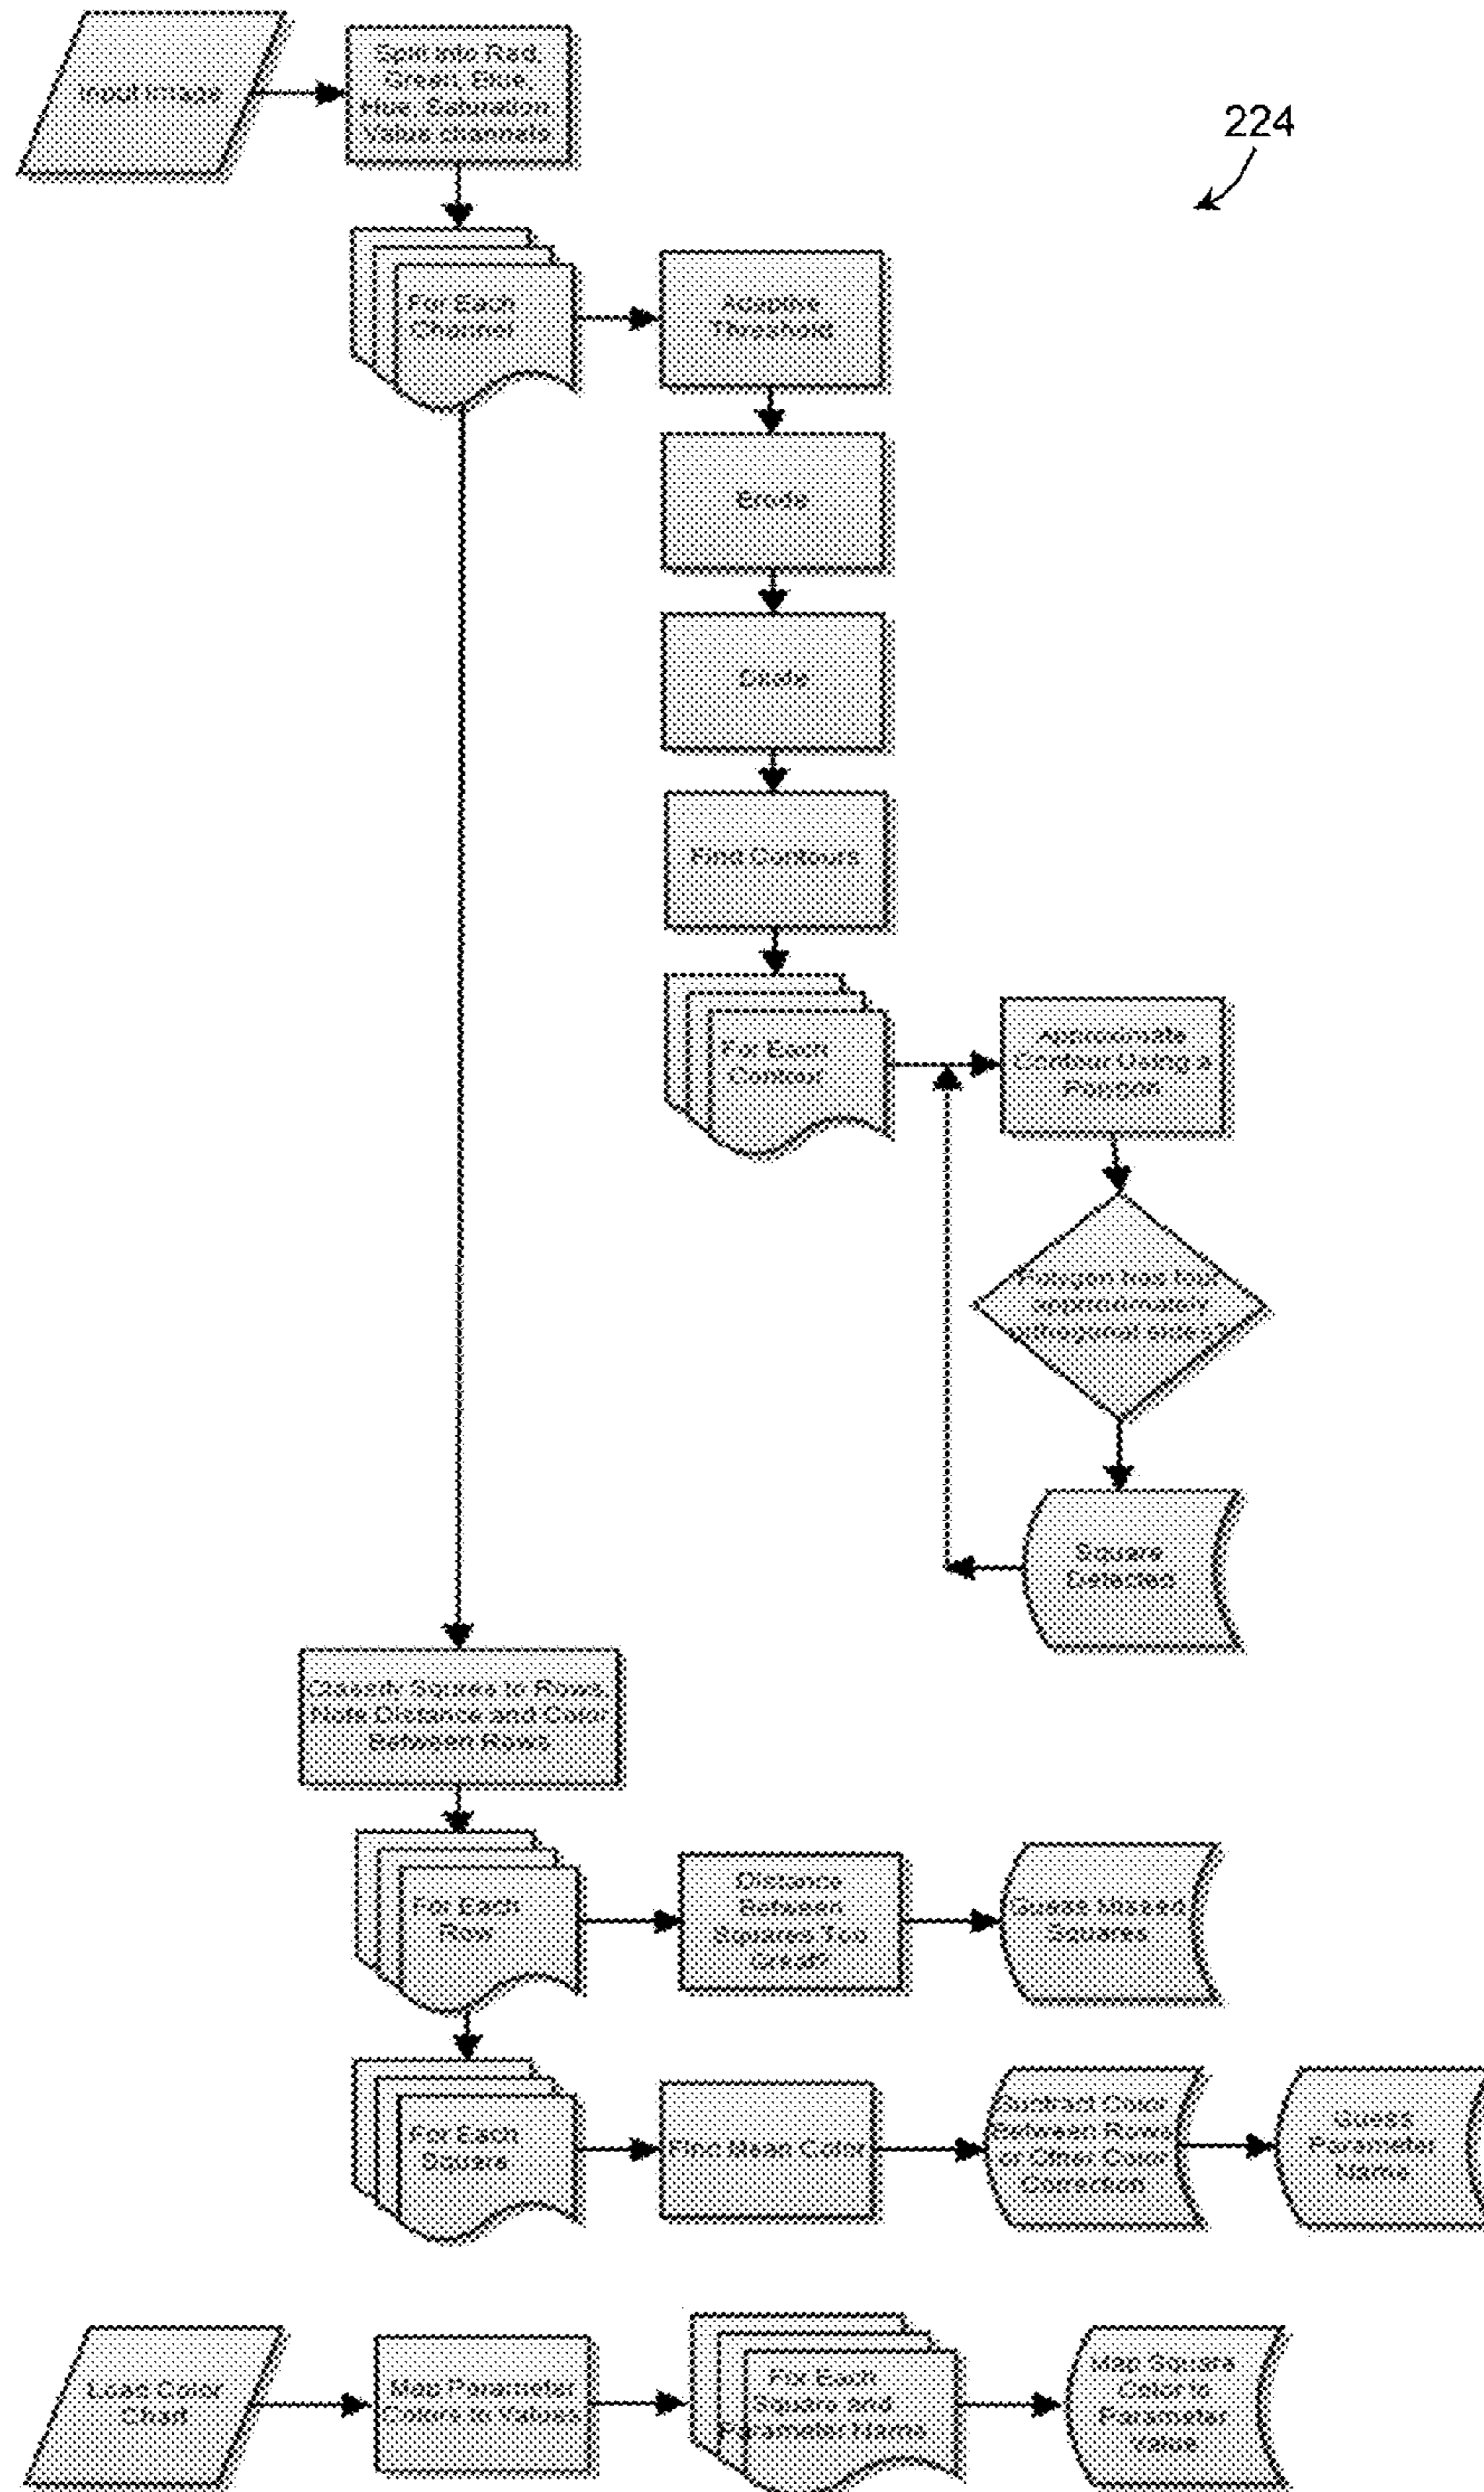 Input Image
Split into Red
Green, Blue,
Hue, Saturation
Value channels
224
For Each
Channel
Adaptive
Threshold
Erode
Dilate
Find Contours
For Each
Contour
Approximate
Contour Using a
Polygon
Polygon has four
approximately
orthogonal sides?
Square
Detected
Classify Squres to Rows
Note Distance and Color
Between Rows
For Each
Row
Distance
Between
Squares Too
Great?
Guess Missed
Squares
For Each
Square
Find Mean Color
Subtract Color
Between Rows
or Other Color
Correction
Guess
Parameter
Name
Load Color
Chart
Map Parameter
Colors to Values
For Each
Square and
Parameter Name
Map Square
Color to
Parameter
Value